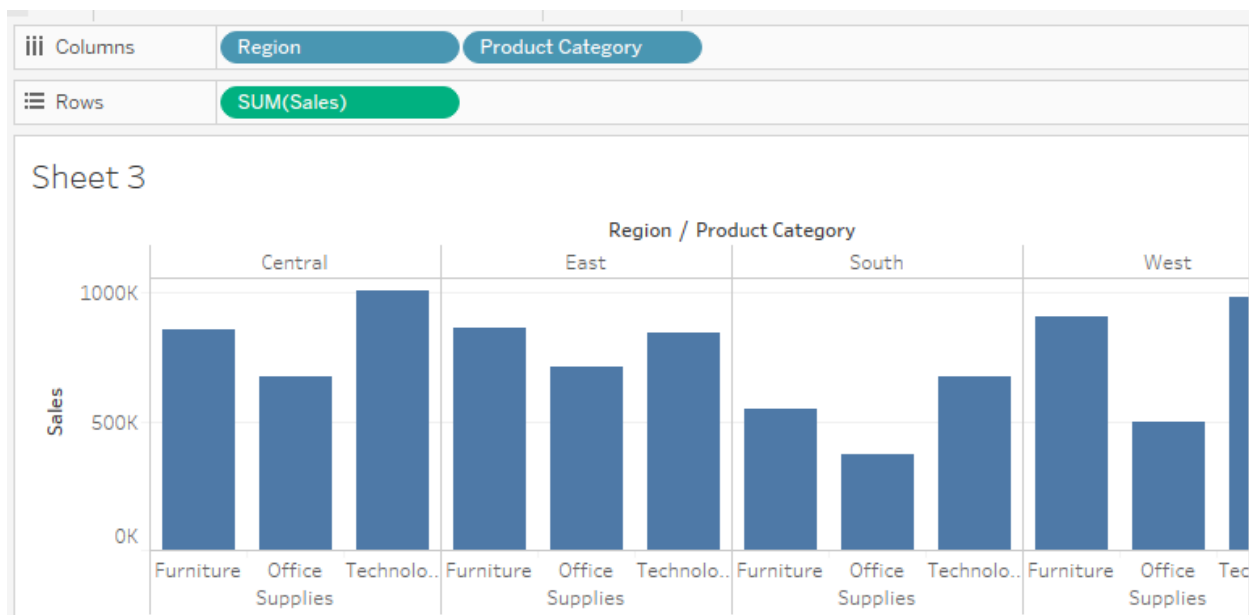 Columns Region Product Category
Rows SUM(Sales)
Sheet 3
Region / Product Category
Central East South West
1000K
500K
0K
Sales
Furniture Office Technolo.. Furniture Office Technolo.. Furniture Office Technolo.. Furniture Office Tec
Supplies Supplies Supplies Supplies